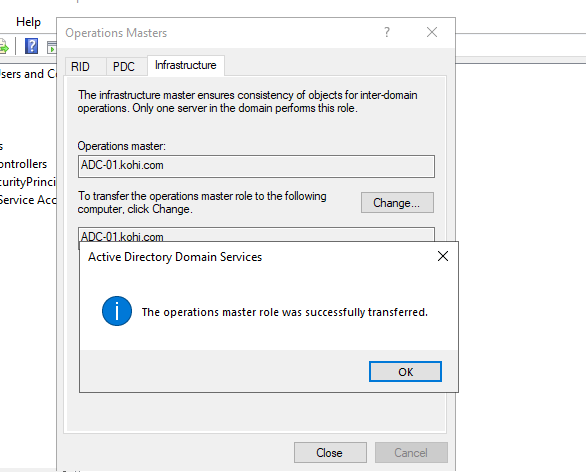 Help
Operations Masters
?
Users and C
RID
PDC
Infrastructure
The infrastructure master ensures consistency of objects for inter-domain
operations. Only one server in the domain performs this role.
Operations master:
ADC-01.kohi.com
ontrollers
curityPrinci
ervice Acc
To transfer the operations master role to the following
computer, click Change.
Change...
ADC-01.kohi.com
Active Directory Domain Services
The operations master role was successfully transferred.
OK
Close
Cancel